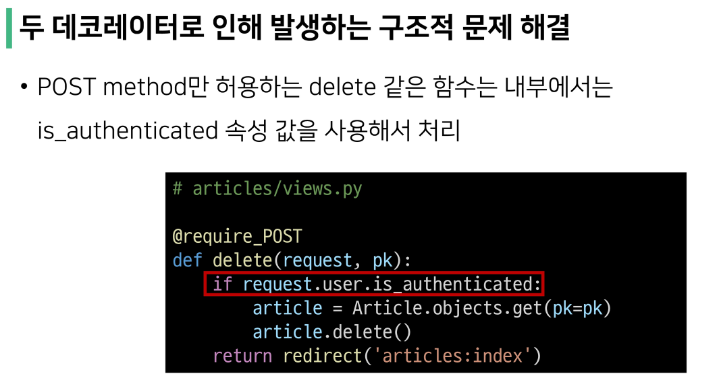 두 데코레이터로 인해 발생하는 구조적 문제 해결
• POST method만 허용하는 delete 같은 함수는 내부에서는
is_authenticated 속성 값을 사용해서 처리
# articles/views.py
@require_POST
def delete(request, pk):
    if request.user.is_authenticated:
        article = Article.objects.get(pk=pk)
        article.delete()
    return redirect('articles:index')